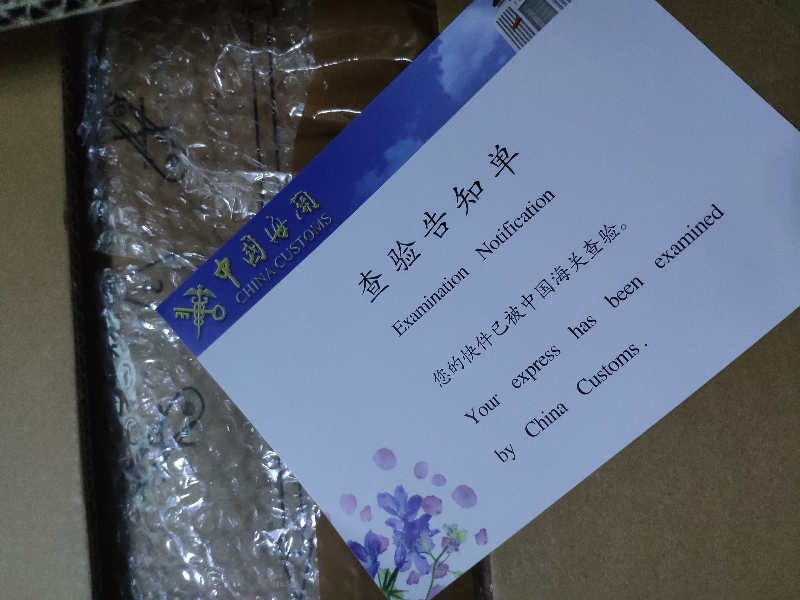 中国海关
CHINA CUSTOMS
查验告知单
Examination Notification
您的快件已被中国海关查验。
Your express has been examined
by China Customs.